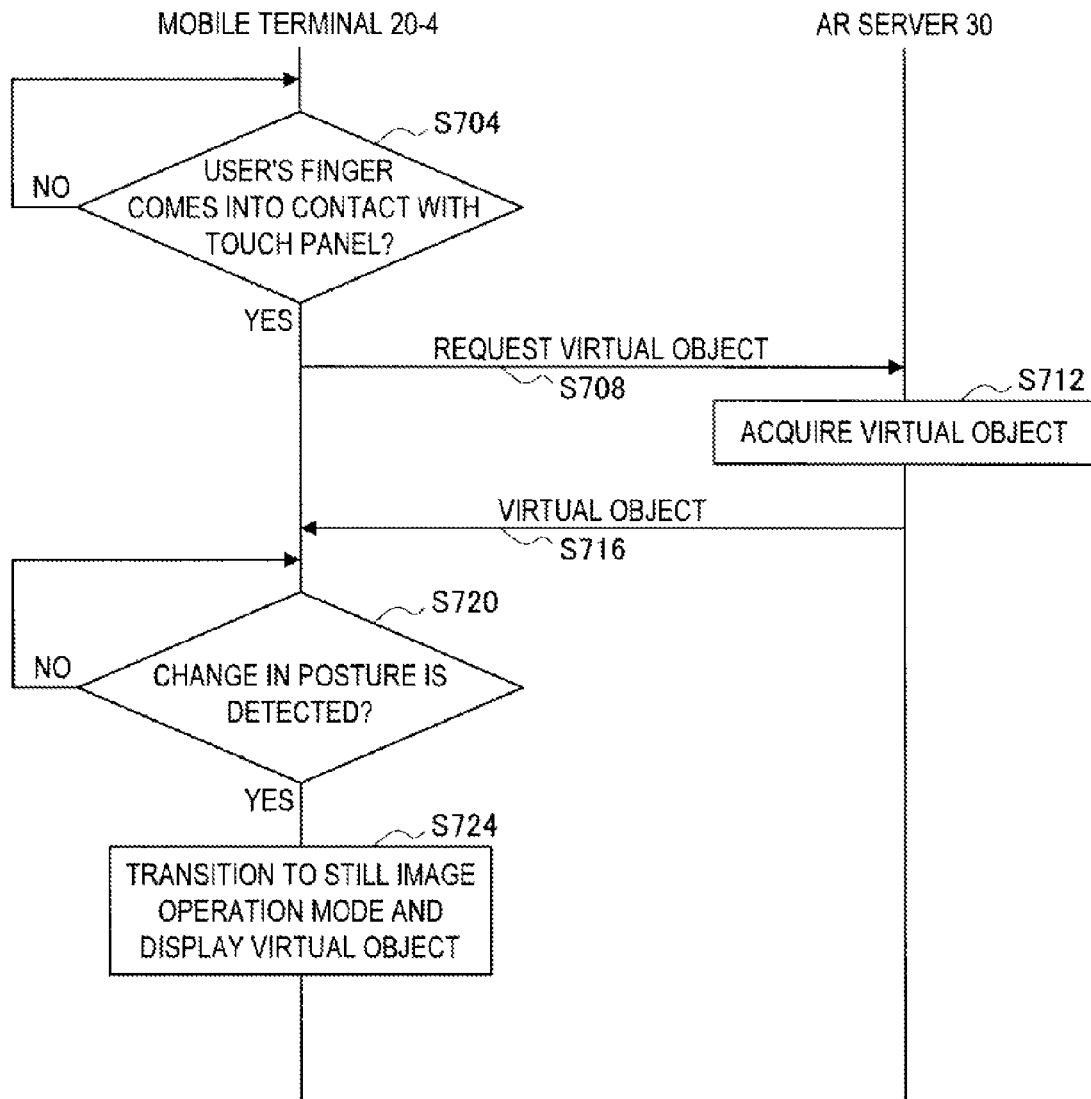 MOBILE TERMINAL 20-4
AR SERVER 30
S704
USER'S FINGER
COMES INTO CONTACT WITH
TOUCH PANEL?
NO
YES
REQUEST VIRTUAL OBJECT
S708
S712
ACQUIRE VIRTUAL OBJECT
VIRTUAL OBJECT
S716
S720
CHANGE IN POSTURE IS
DETECTED?
NO
YES
S724
TRANSITION TO STILL IMAGE
OPERATION MODE AND
DISPLAY VIRTUAL OBJECT